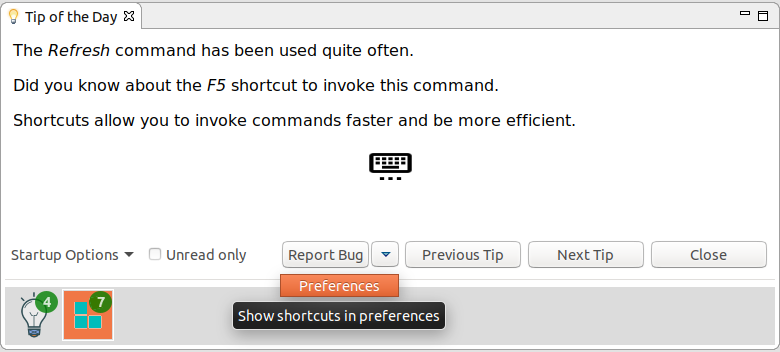 Tip of the Day
The Refresh command has been used quite often.
Did you know about the F5 shortcut to invoke this command.
Shortcuts allow you to invoke commands faster and be more efficient.
Startup Options Unread only Report Bug Previous Tip Next Tip Close
Preferences
4 7
Show shortcuts in preferences